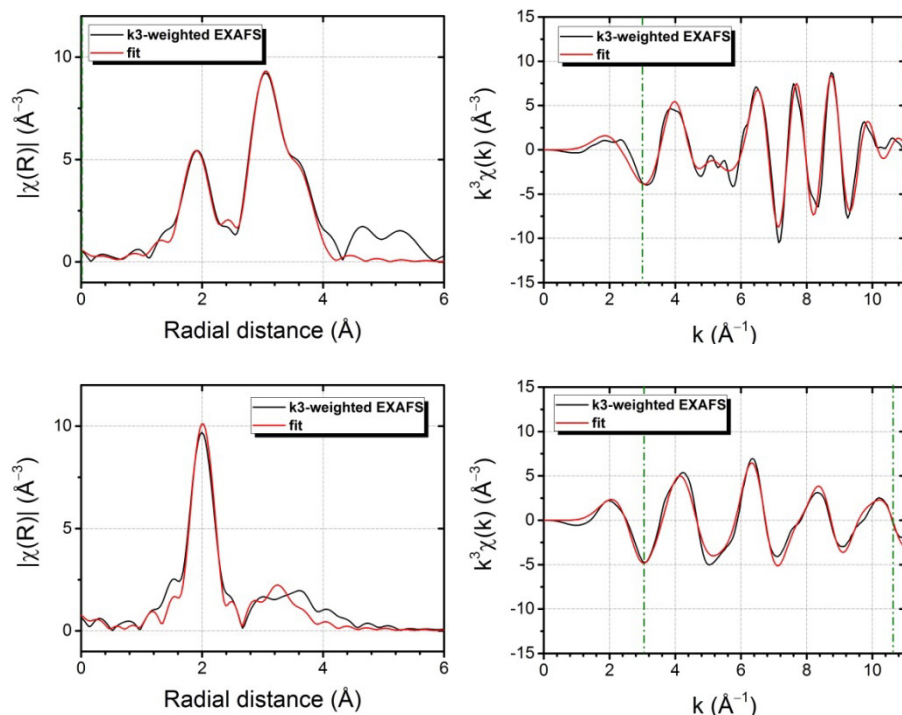 k3-weighted EXAFS
fit
|χ(R)| (Å⁻³)
10
5
0
0 2 4 6
Radial distance (Å)
k3-weighted EXAFS
fit
k³χ(k) (Å⁻³)
15
10
5
0
-5
-10
-15
0 2 4 6 8 10
k (Å⁻¹)
k3-weighted EXAFS
fit
|χ(R)| (Å⁻³)
10
5
0
0 2 4 6
Radial distance (Å)
k3-weighted EXAFS
fit
k³χ(k) (Å⁻³)
15
10
5
0
-5
-10
-15
0 2 4 6 8 10
k (Å⁻¹)